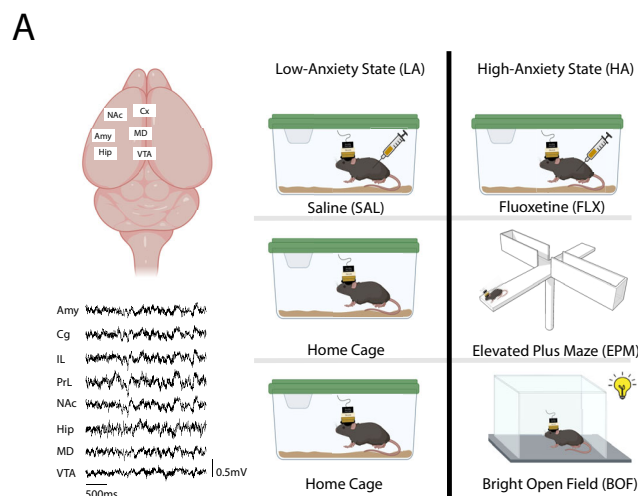 A
Low-Anxiety State (LA)
High-Anxiety State (HA)
NAc
Cx
Amy
MD
Hip
VTA
Saline (SAL)
Fluoxetine (FLX)
Home Cage
Elevated Plus Maze (EPM)
Home Cage
Bright Open Field (BOF)
Amy
Cg
IL
PrL
NAc
Hip
MD
VTA
0.5mV
500ms